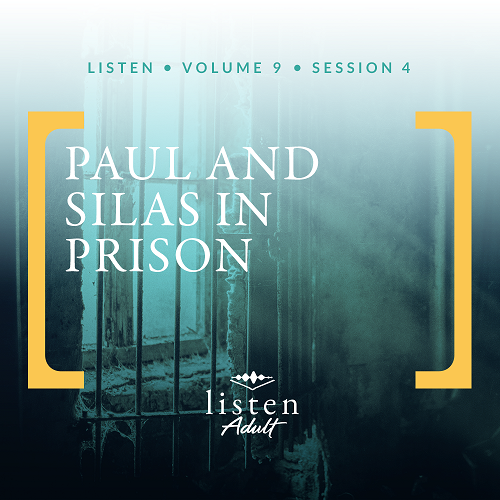 LISTEN • VOLUME 9 • SESSION 4
PAUL AND
SILAS IN
PRISON
listen
Adult